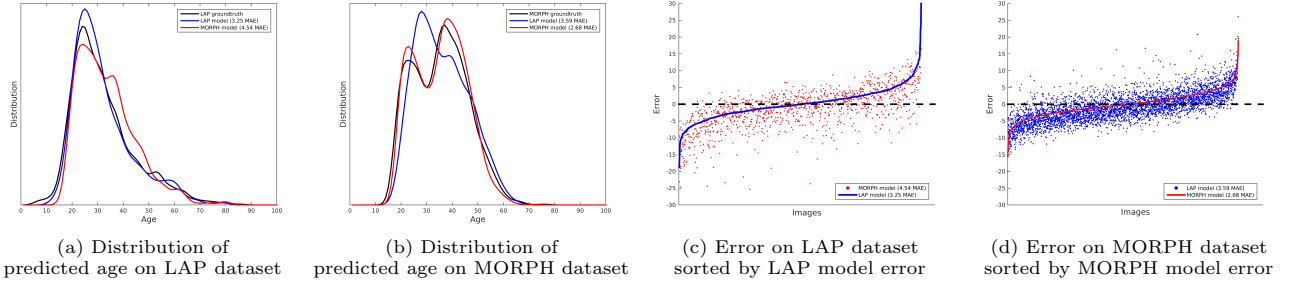 Distribution
LAP groundtruth
LAP model (3.25 MAE)
MORPH model (4.54 MAE)
0 10 20 30 40 50 60 70 80 90 100
Age
(a) Distribution of
predicted age on LAP dataset
Distribution
MORPH groundtruth
LAP model (3.59 MAE)
MORPH model (2.68 MAE)
0 10 20 30 40 50 60 70 80 90 100
Age
(b) Distribution of
predicted age on MORPH dataset
Error
30
25
20
15
10
5
0
-5
-10
-15
-20
-25
-30
MORPH model (4.54 MAE)
LAP model (3.25 MAE)
Images
(c) Error on LAP dataset
sorted by LAP model error
Error
30
25
20
15
10
5
0
-5
-10
-15
-20
-25
-30
LAP model (3.59 MAE)
MORPH model (2.68 MAE)
Images
(d) Error on MORPH dataset
sorted by MORPH model error